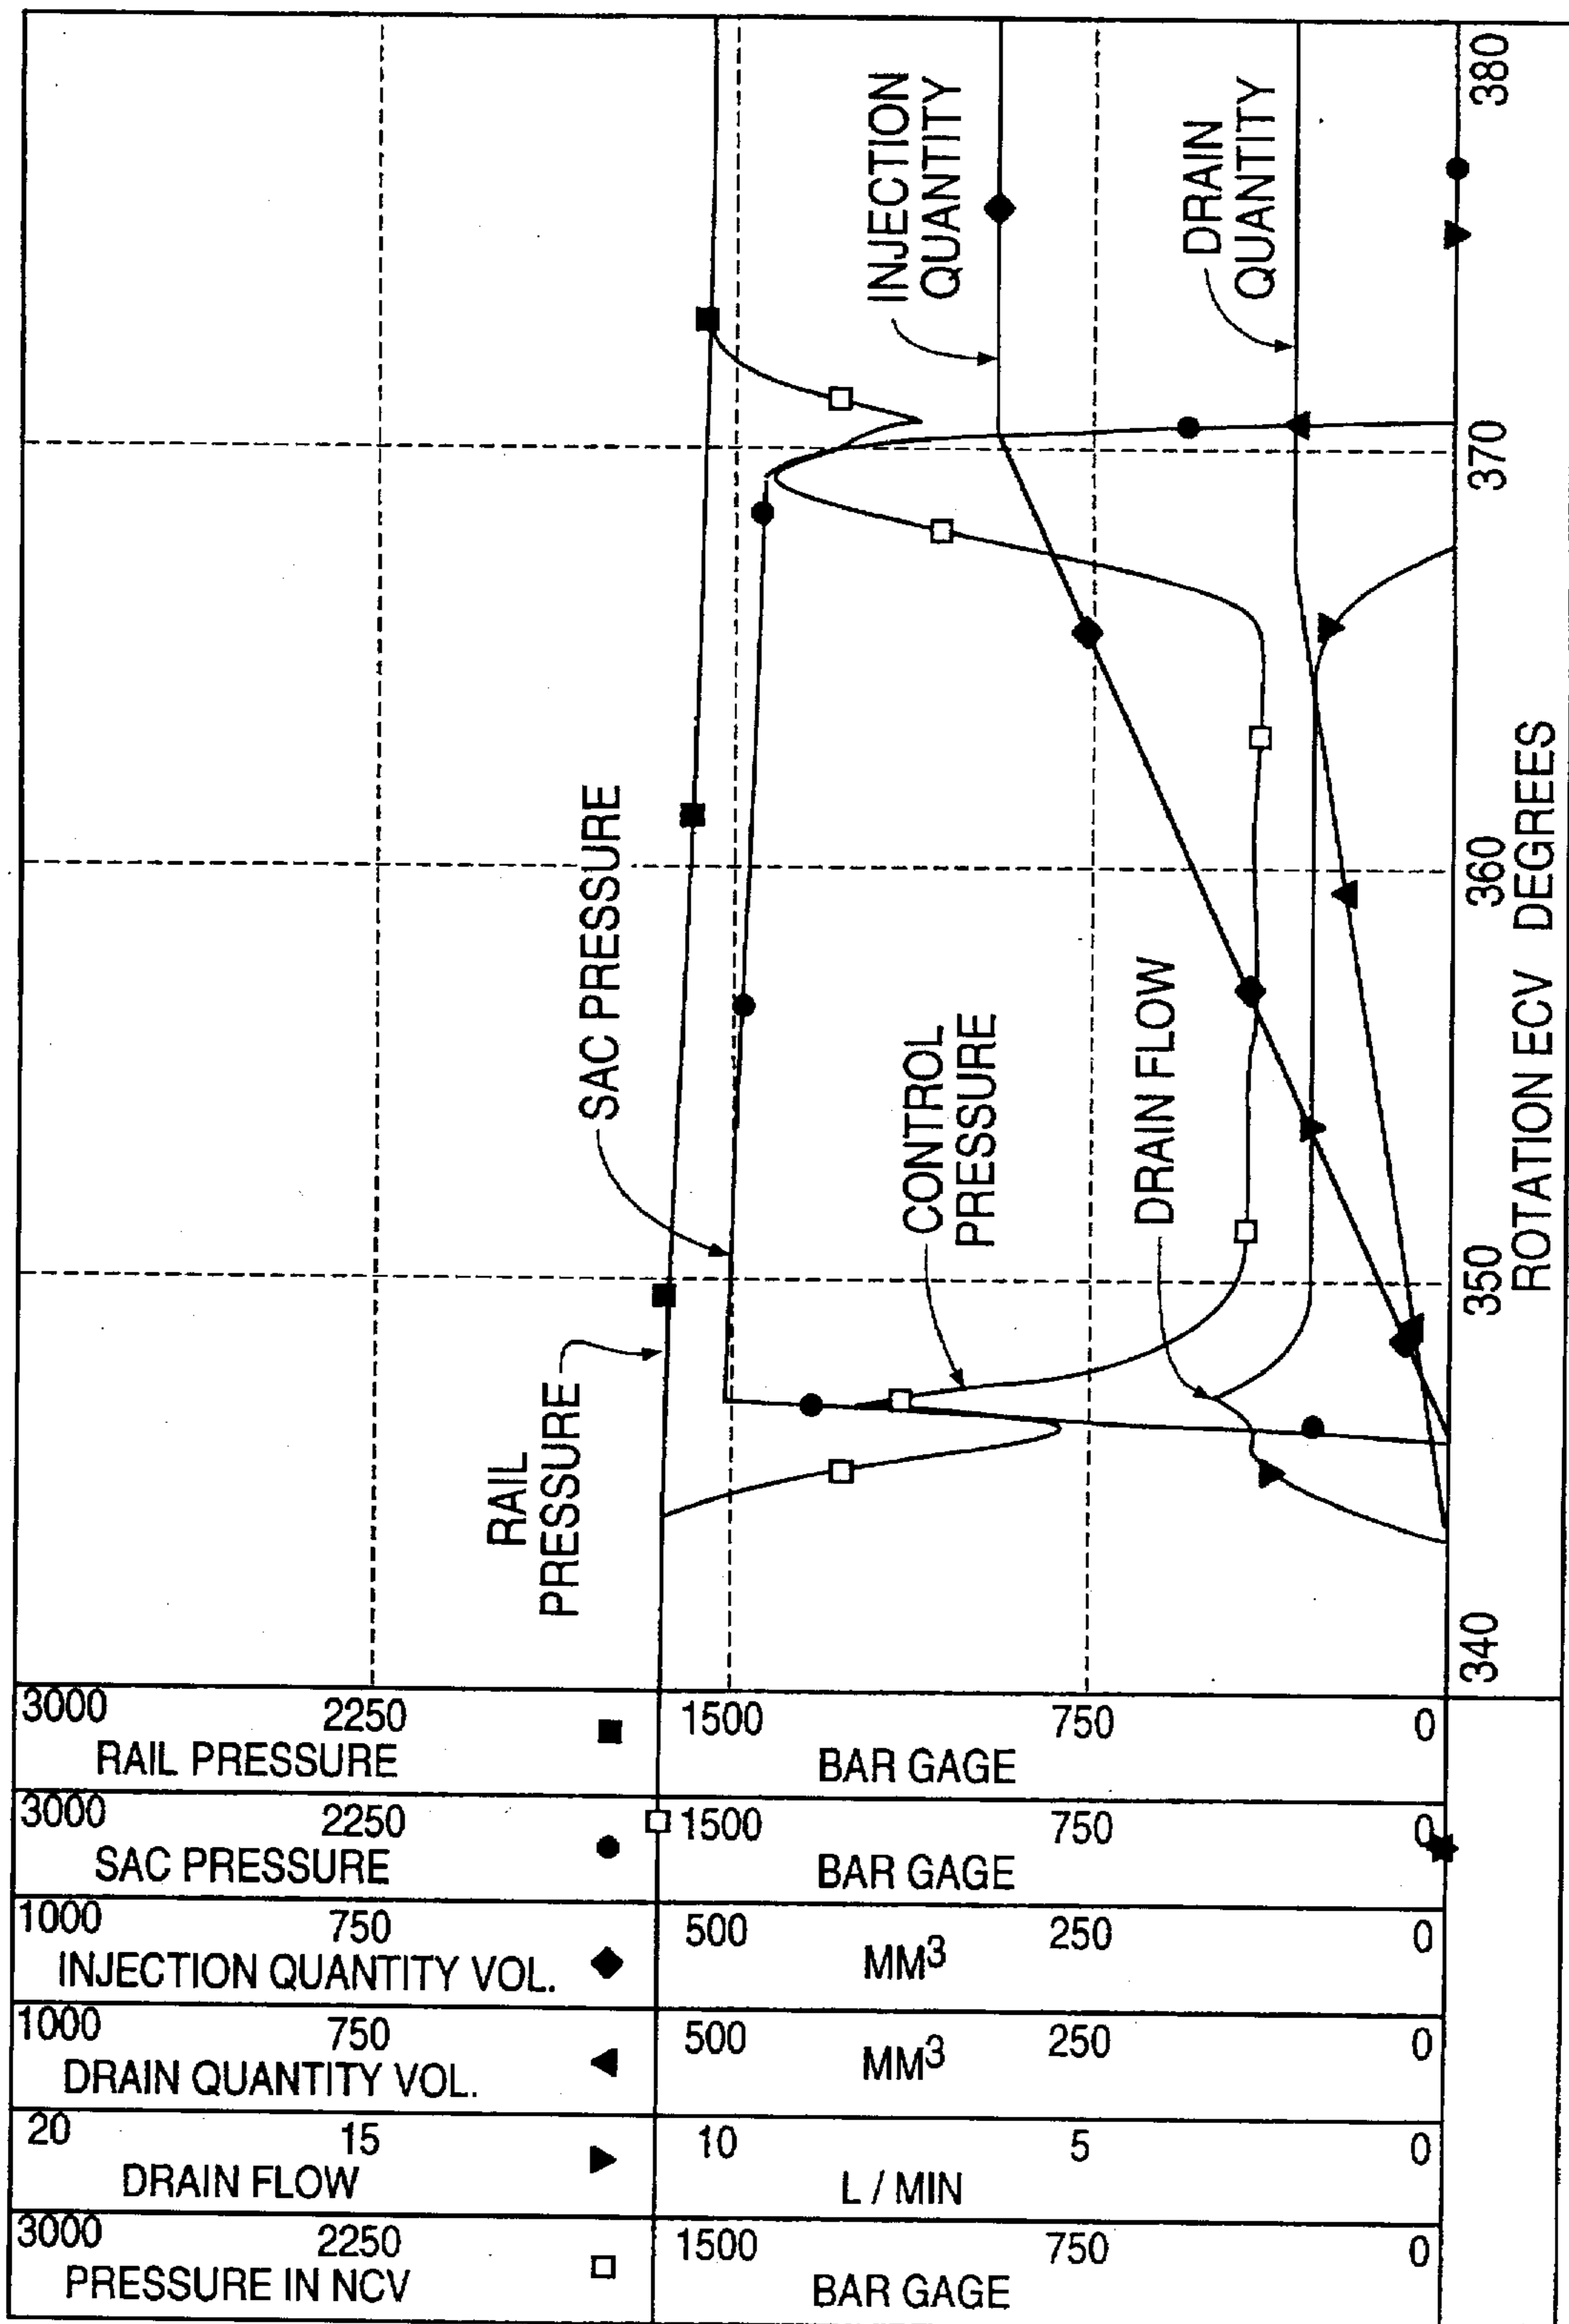 3000
2250
1500
750
0
RAIL PRESSURE
BAR GAGE
3000
2250
1500
750
0
SAC PRESSURE
BAR GAGE
1000
750
500
250
0
INJECTION QUANTITY VOL.
MM³
1000
750
500
250
0
DRAIN QUANTITY VOL.
MM³
20
15
10
5
0
DRAIN FLOW
L / MIN
3000
2250
1500
750
0
PRESSURE IN NCV
BAR GAGE
RAIL
PRESSURE
SAC PRESSURE
CONTROL
PRESSURE
DRAIN FLOW
INJECTION
QUANTITY
DRAIN
QUANTITY
340
350
360
370
380
ROTATION ECV DEGREES